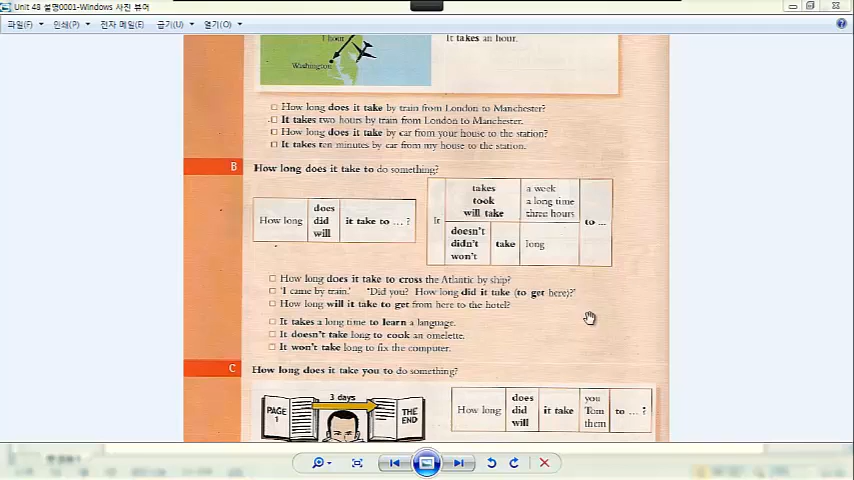 Unit 48 설명0001-Windows 사진 뷰어
파일(F) 인쇄(P) 전자 메일(E) 굽기(U) 열기(O)
1 hour
Washington
It takes an hour.
How long does it take by train from London to Manchester?
It takes two hours by train from London to Manchester.
How long does it take by car from your house to the station?
It takes ten minutes by car from my house to the station.
B How long does it take to do something?
How long does did will it take to ... ?
It takes took will take a week a long time three hours to ...
doesn't didn't won't take long
How long does it take to cross the Atlantic by ship?
'I came by train.' 'Did you? How long did it take (to get here)?'
How long will it take to get from here to the hotel?
It takes a long time to learn a language.
It doesn't take long to cook an omelette.
It won't take long to fix the computer.
C How long does it take you to do something?
3 days
PAGE 1
THE END
How long does did will it take you Tom them to ... ?